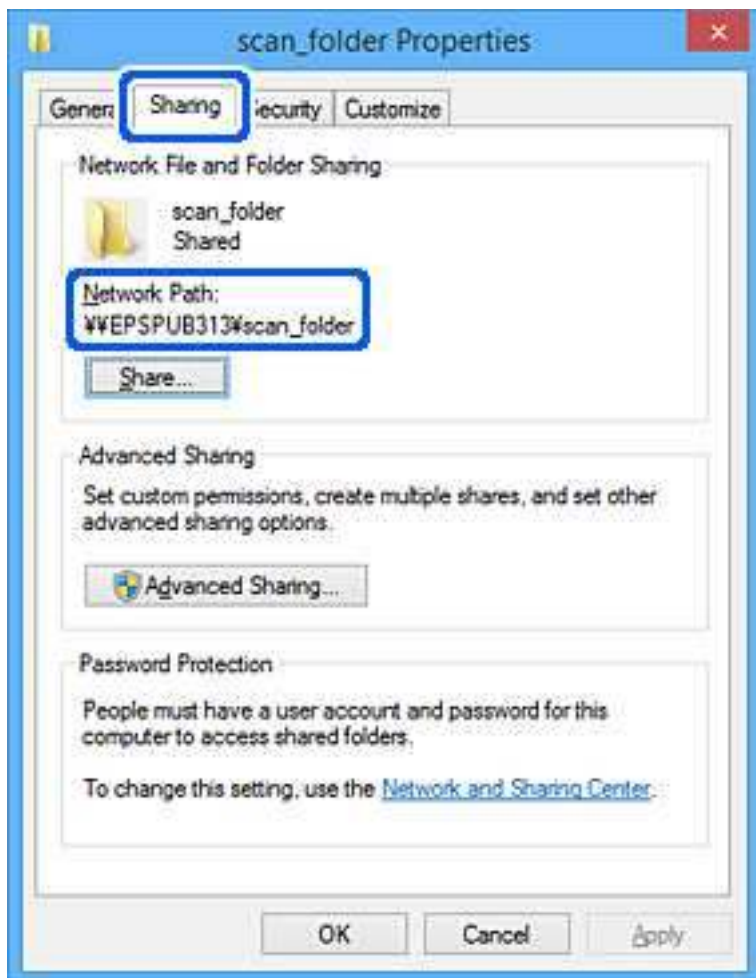 scan_folder Properties
Genera Sharing ecurity Customize
Network File and Folder Sharing
scan_folder
Shared
Network Path:
¥¥EPSPUB313¥scan_folder
Share...
Advanced Sharing
Set custom permissions, create multiple shares, and set other
advanced sharing options.
Advanced Sharing...
Password Protection
People must have a user account and password for this
computer to access shared folders.
To change this setting, use the Network and Sharing Center.
OK Cancel Apply